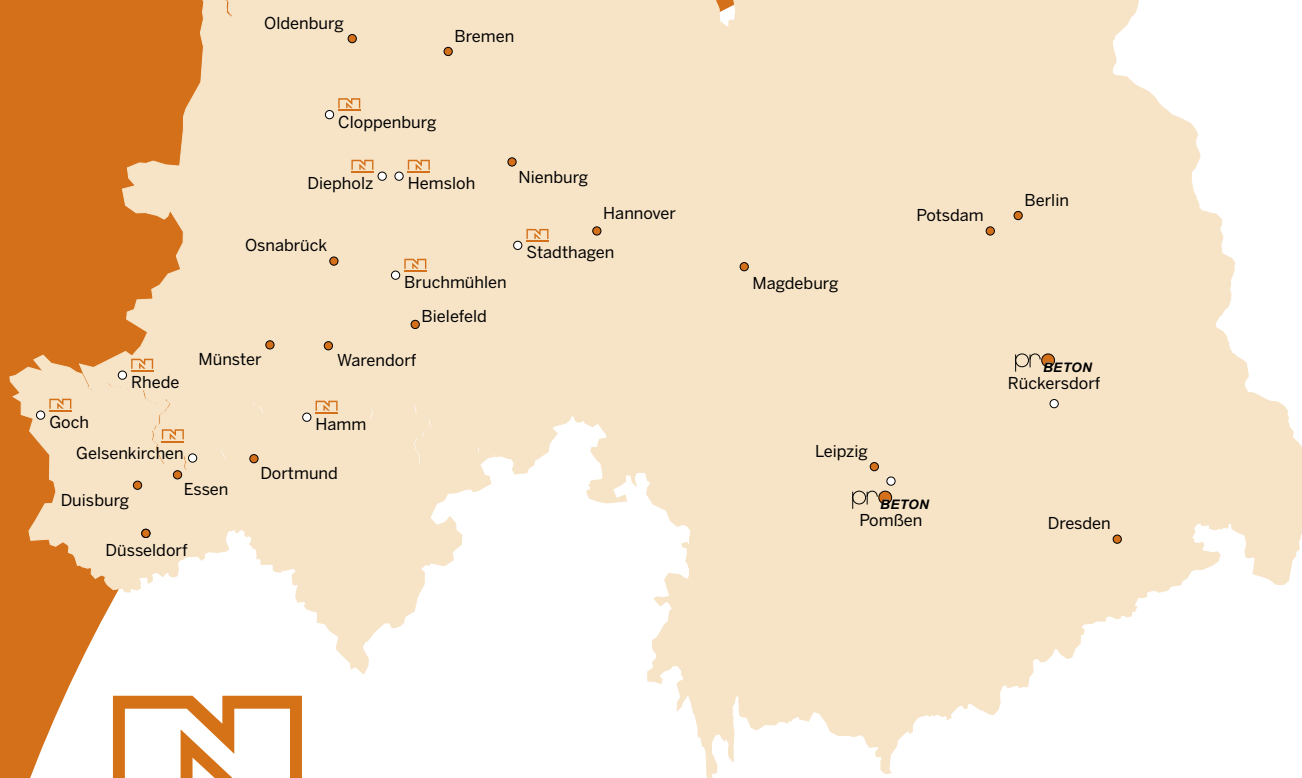 Oldenburg
Bremen
Cloppenburg
Diepholz
Hemsloh
Nienburg
Hannover
Berlin
Potsdam
Osnabrück
Stadthagen
Bruchmühlen
Magdeburg
Bielefeld
Münster
Warendorf
pro BETON
Rückersdorf
Rhede
Goch
Hamm
Gelsenkirchen
Leipzig
Dortmund
Essen
Duisburg
pro BETON
Pomßen
Dresden
Düsseldorf